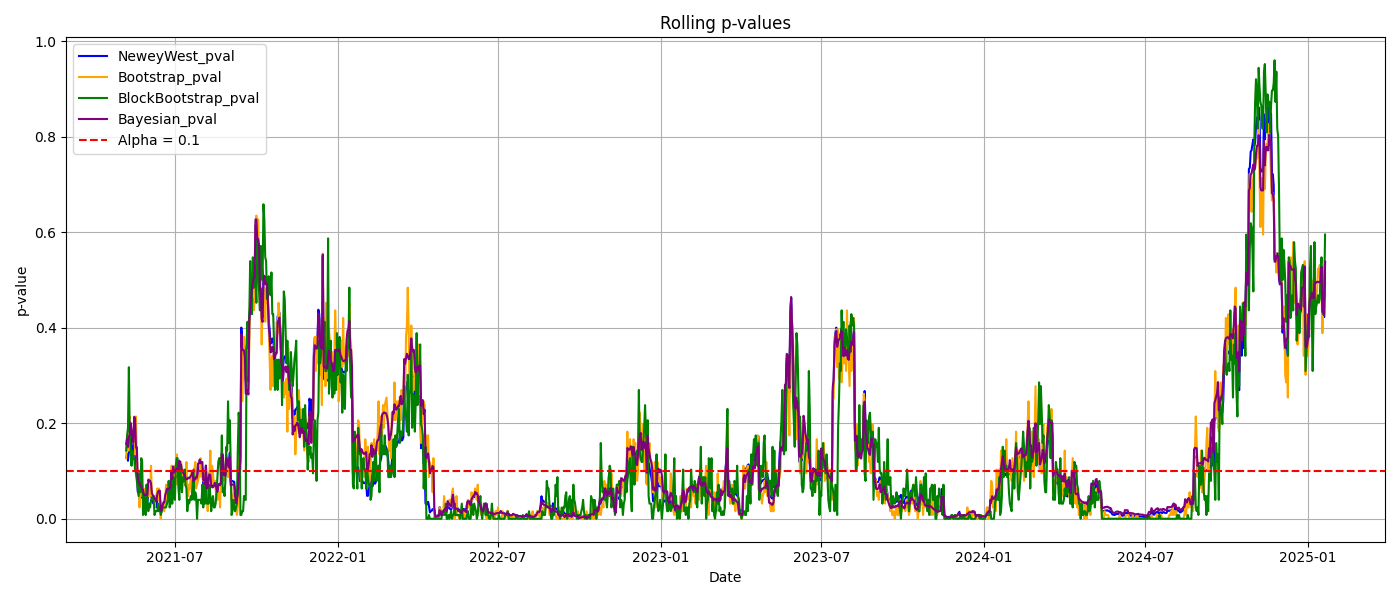 Rolling p-values
NeweyWest_pval
Bootstrap_pval
BlockBootstrap_pval
Bayesian_pval
Alpha = 0.1
p-value
1.0
0.8
0.6
0.4
0.2
0.0
2021-07 2022-01 2022-07 2023-01 2023-07 2024-01 2024-07 2025-01
Date